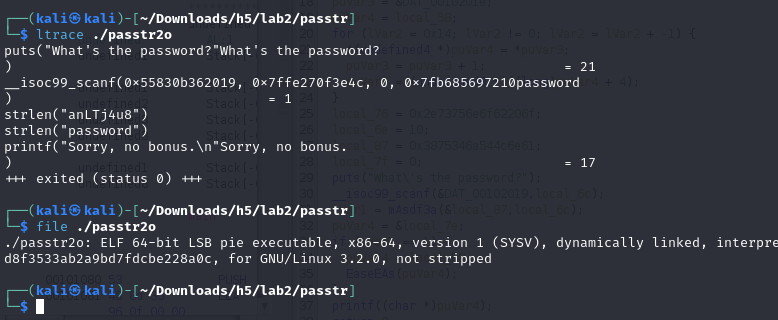 ┌──(kali㉿kali)-[~/Downloads/h5/lab2/passtr]
└─$ ltrace ./passtr2o
puts("What's the password?"What's the password?
) = 21
__isoc99_scanf(0×55830b362019, 0×7ffe270f3e4c, 0, 0×7fb685697210password
) = 1
strlen("anLTj4u8")
strlen("password")
printf("Sorry, no bonus.\n"Sorry, no bonus.
) = 17
+++ exited (status 0) +++
┌──(kali㉿kali)-[~/Downloads/h5/lab2/passtr]
└─$ file ./passtr2o
./passtr2o: ELF 64-bit LSB pie executable, x86-64, version 1 (SYSV), dynamically linked, interpre
d8f3533ab2a9bd7fdcbe228a0c, for GNU/Linux 3.2.0, not stripped
┌──(kali㉿kali)-[~/Downloads/h5/lab2/passtr]
└─$